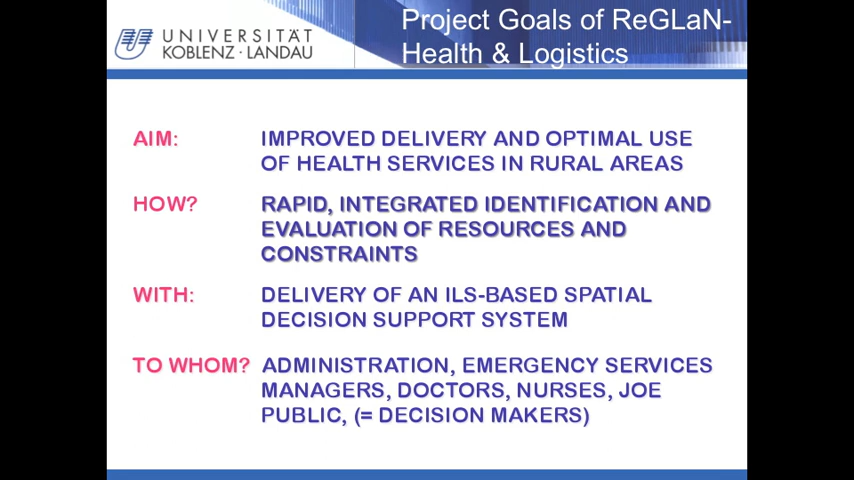 UNIVERSITÄT
KOBLENZ · LANDAU
Project Goals of ReGLaN-
Health & Logistics
AIM: IMPROVED DELIVERY AND OPTIMAL USE
OF HEALTH SERVICES IN RURAL AREAS
HOW? RAPID, INTEGRATED IDENTIFICATION AND
EVALUATION OF RESOURCES AND
CONSTRAINTS
WITH: DELIVERY OF AN ILS-BASED SPATIAL
DECISION SUPPORT SYSTEM
TO WHOM? ADMINISTRATION, EMERGENCY SERVICES
MANAGERS, DOCTORS, NURSES, JOE
PUBLIC, (= DECISION MAKERS)